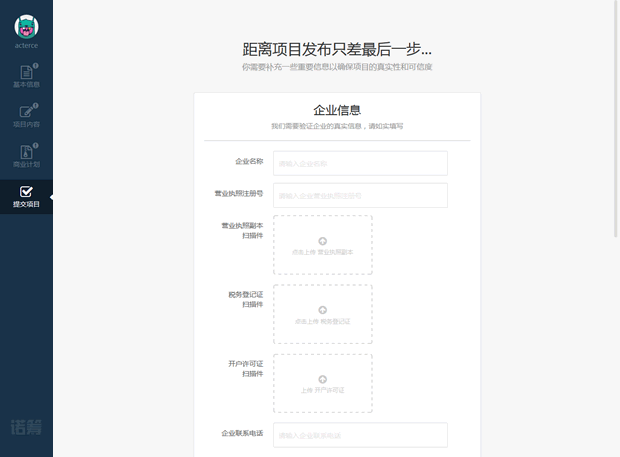 acterce
基本信息
项目内容
商业计划
提交项目
诺筹
距离项目发布只差最后一步...
你需要补充一些重要信息以确保项目的真实性和可信度
企业信息
我们需要验证企业的真实信息，请如实填写
企业名称
请输入企业名称
营业执照注册号
请输入企业营业执照注册号
营业执照副本
扫描件
点击上传 营业执照副本
税务登记证
扫描件
点击上传 税务登记证
开户许可证
扫描件
上传 开户许可证
企业联系电话
请输入企业联系电话